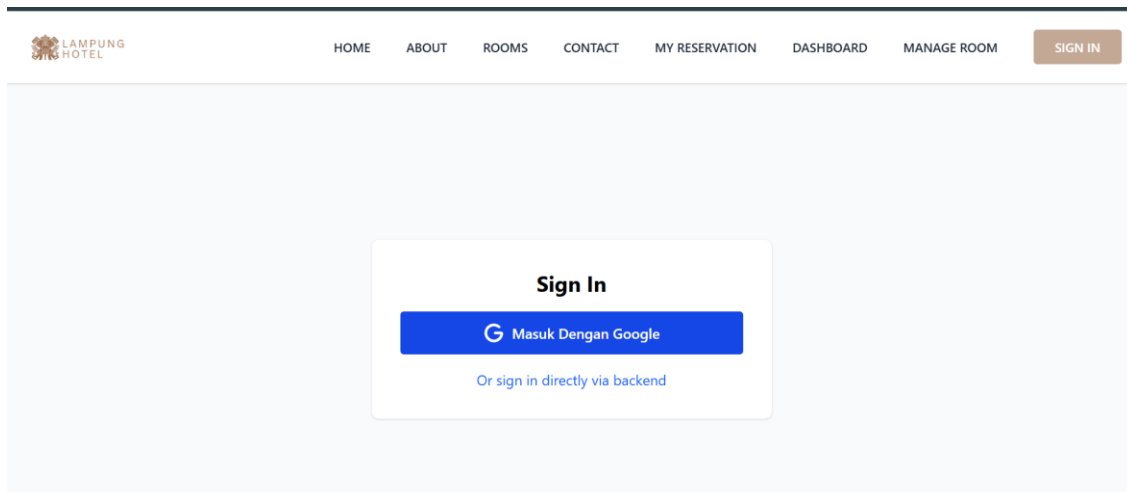 LAMPUNG
HOTEL
HOME ABOUT ROOMS CONTACT MY RESERVATION DASHBOARD MANAGE ROOM SIGN IN
Sign In
G Masuk Dengan Google
Or sign in directly via backend